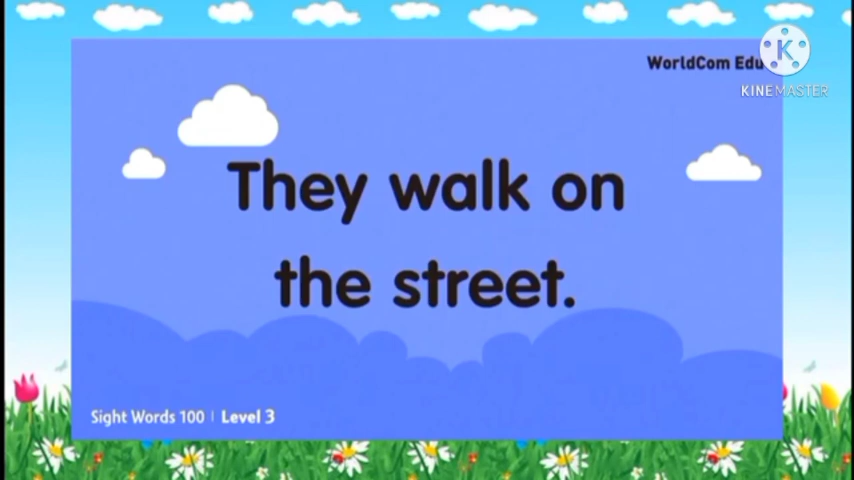 WorldCom Edu
KINEMASTER
They walk on
the street.
Sight Words 100 | Level 3